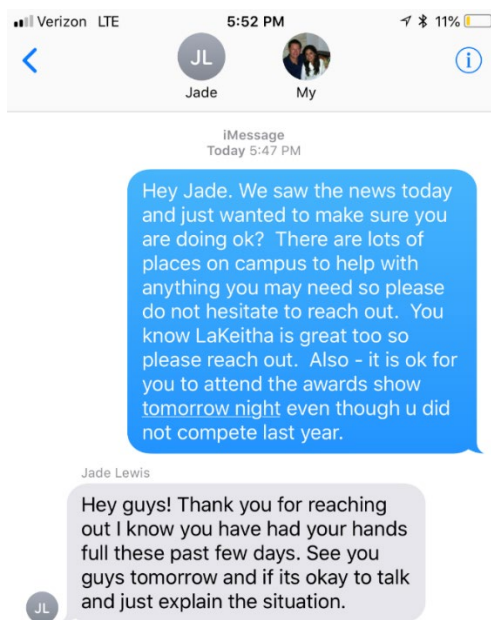 Verizon LTE 5:52 PM 11%
JL
Jade My
iMessage
Today 5:47 PM
Hey Jade. We saw the news today
and just wanted to make sure you
are doing ok? There are lots of
places on campus to help with
anything you may need so please
do not hesitate to reach out. You
know LaKeitha is great too so
please reach out. Also - it is ok for
you to attend the awards show
tomorrow night even though u did
not compete last year.
Jade Lewis
Hey guys! Thank you for reaching
out I know you have had your hands
full these past few days. See you
guys tomorrow and if its okay to talk
and just explain the situation.
JL